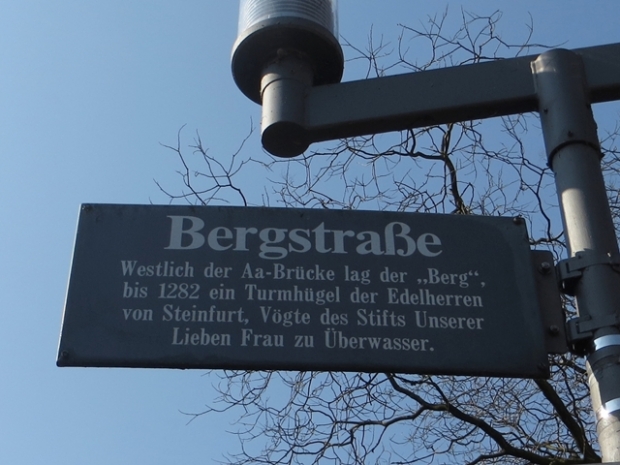 Bergstraße
Westlich der Aa-Brücke lag der „Berg“,
bis 1282 ein Turmhügel der Edelherren
von Steinfurt, Vögte des Stifts Unserer
Lieben Frau zu Überwasser.